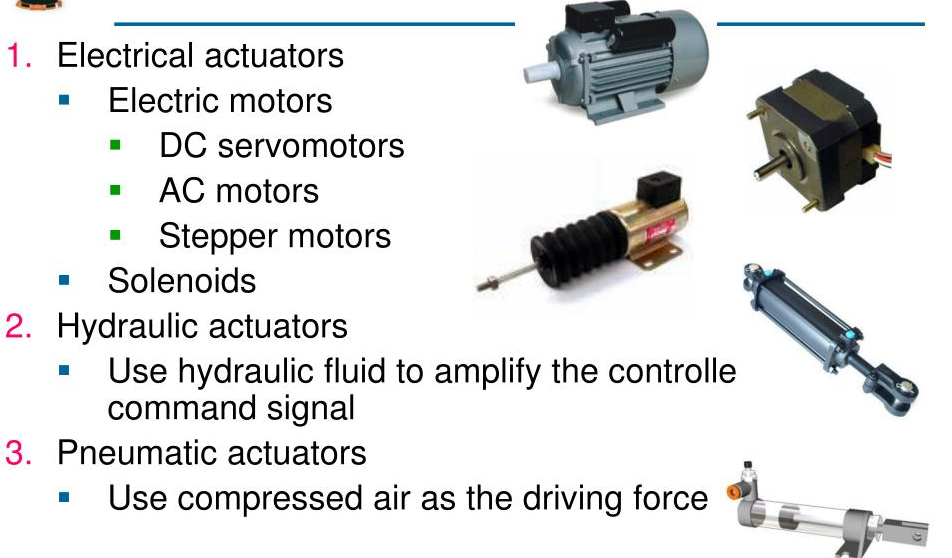 1. Electrical actuators
▪ Electric motors
▪ DC servomotors
▪ AC motors
▪ Stepper motors
▪ Solenoids
2. Hydraulic actuators
▪ Use hydraulic fluid to amplify the controlle
command signal
3. Pneumatic actuators
▪ Use compressed air as the driving force